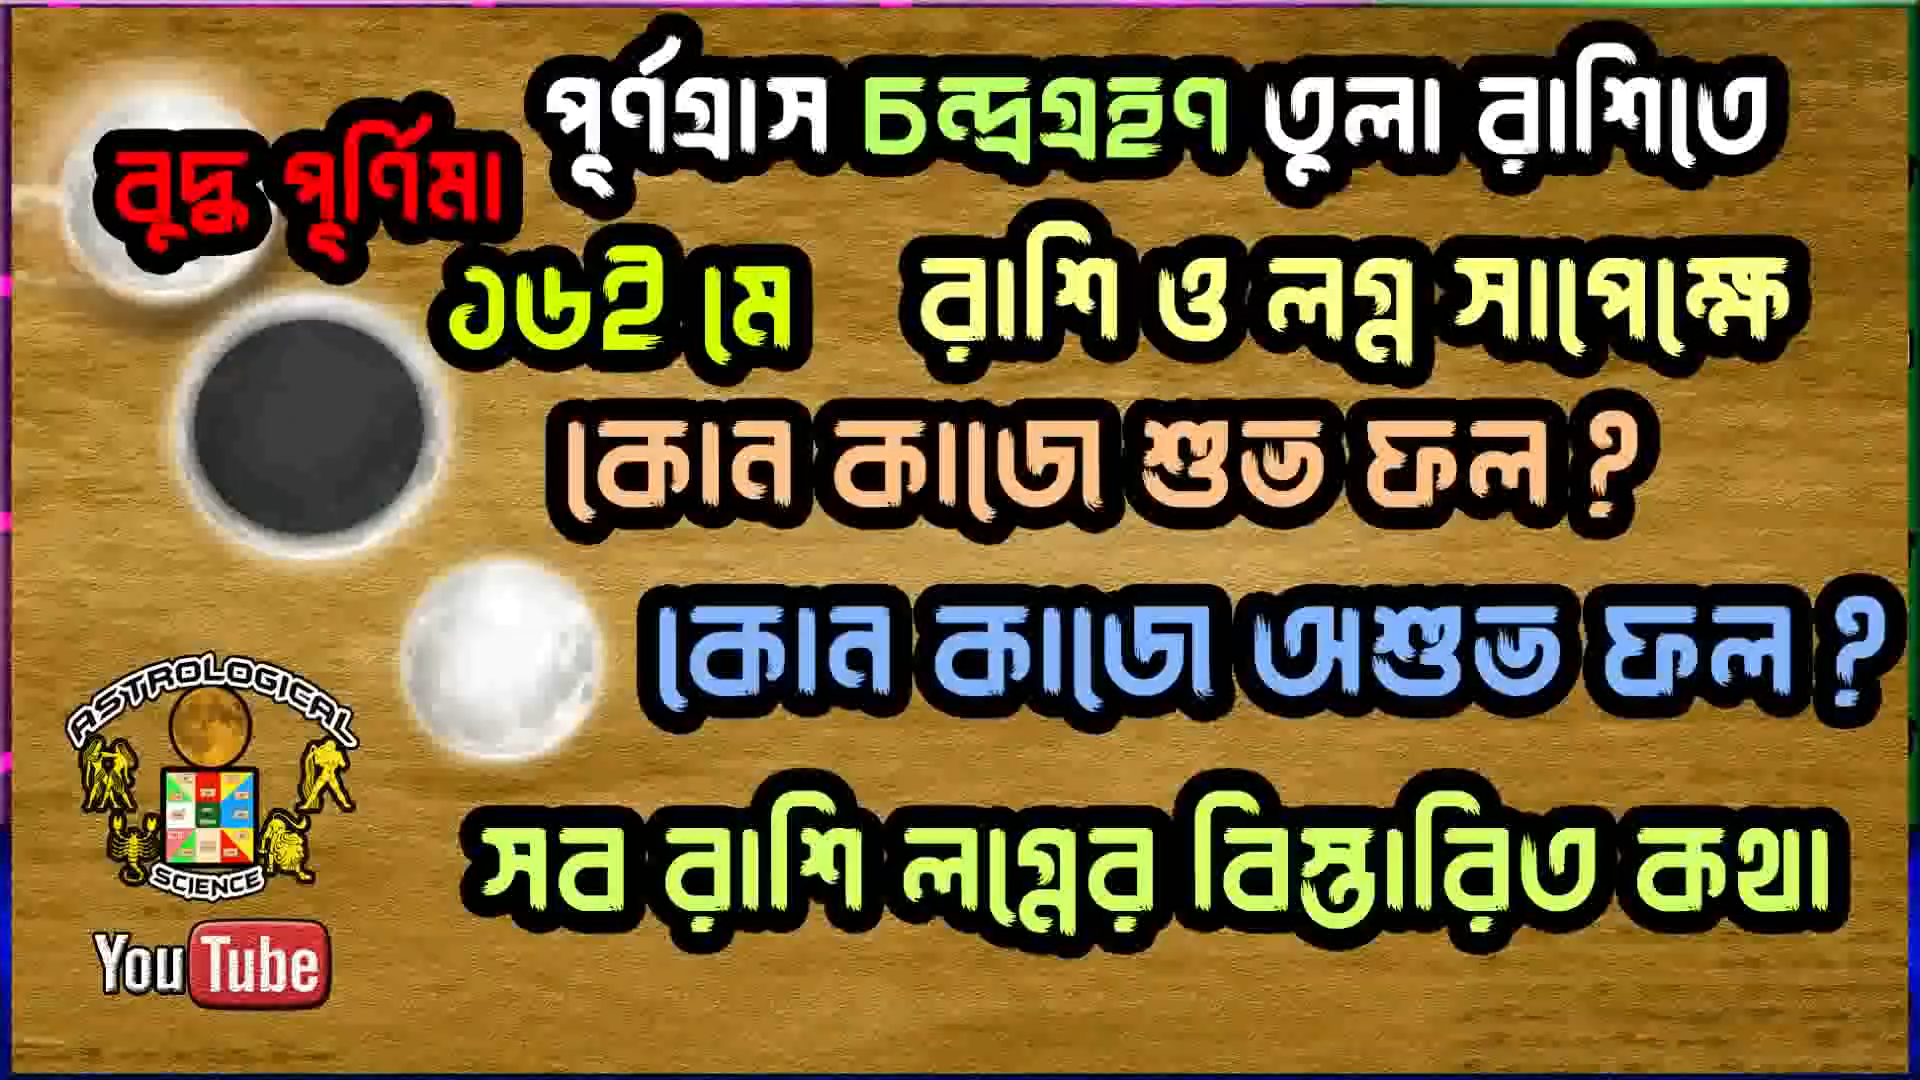 পূর্ণগ্রাস চন্দ্রগ্রহণ তুলা রাশিতে
বুদ্ধ পূর্ণিমা
১৬ই মে রাশি ও লগ্ন সাপেক্ষে
কোন কাজে শুভ ফল ?
কোন কাজে অশুভ ফল ?
সব রাশি লগ্নের বিস্তারিত কথা
ASTROLOGICAL
SCIENCE
YouTube